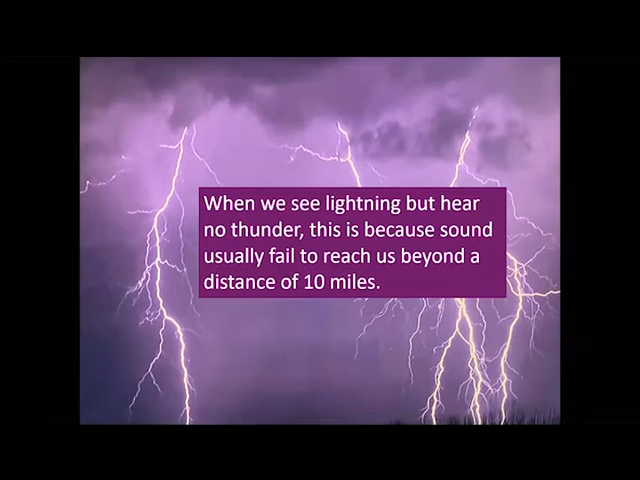 When we see lightning but hear
no thunder, this is because sound
usually fail to reach us beyond a
distance of 10 miles.